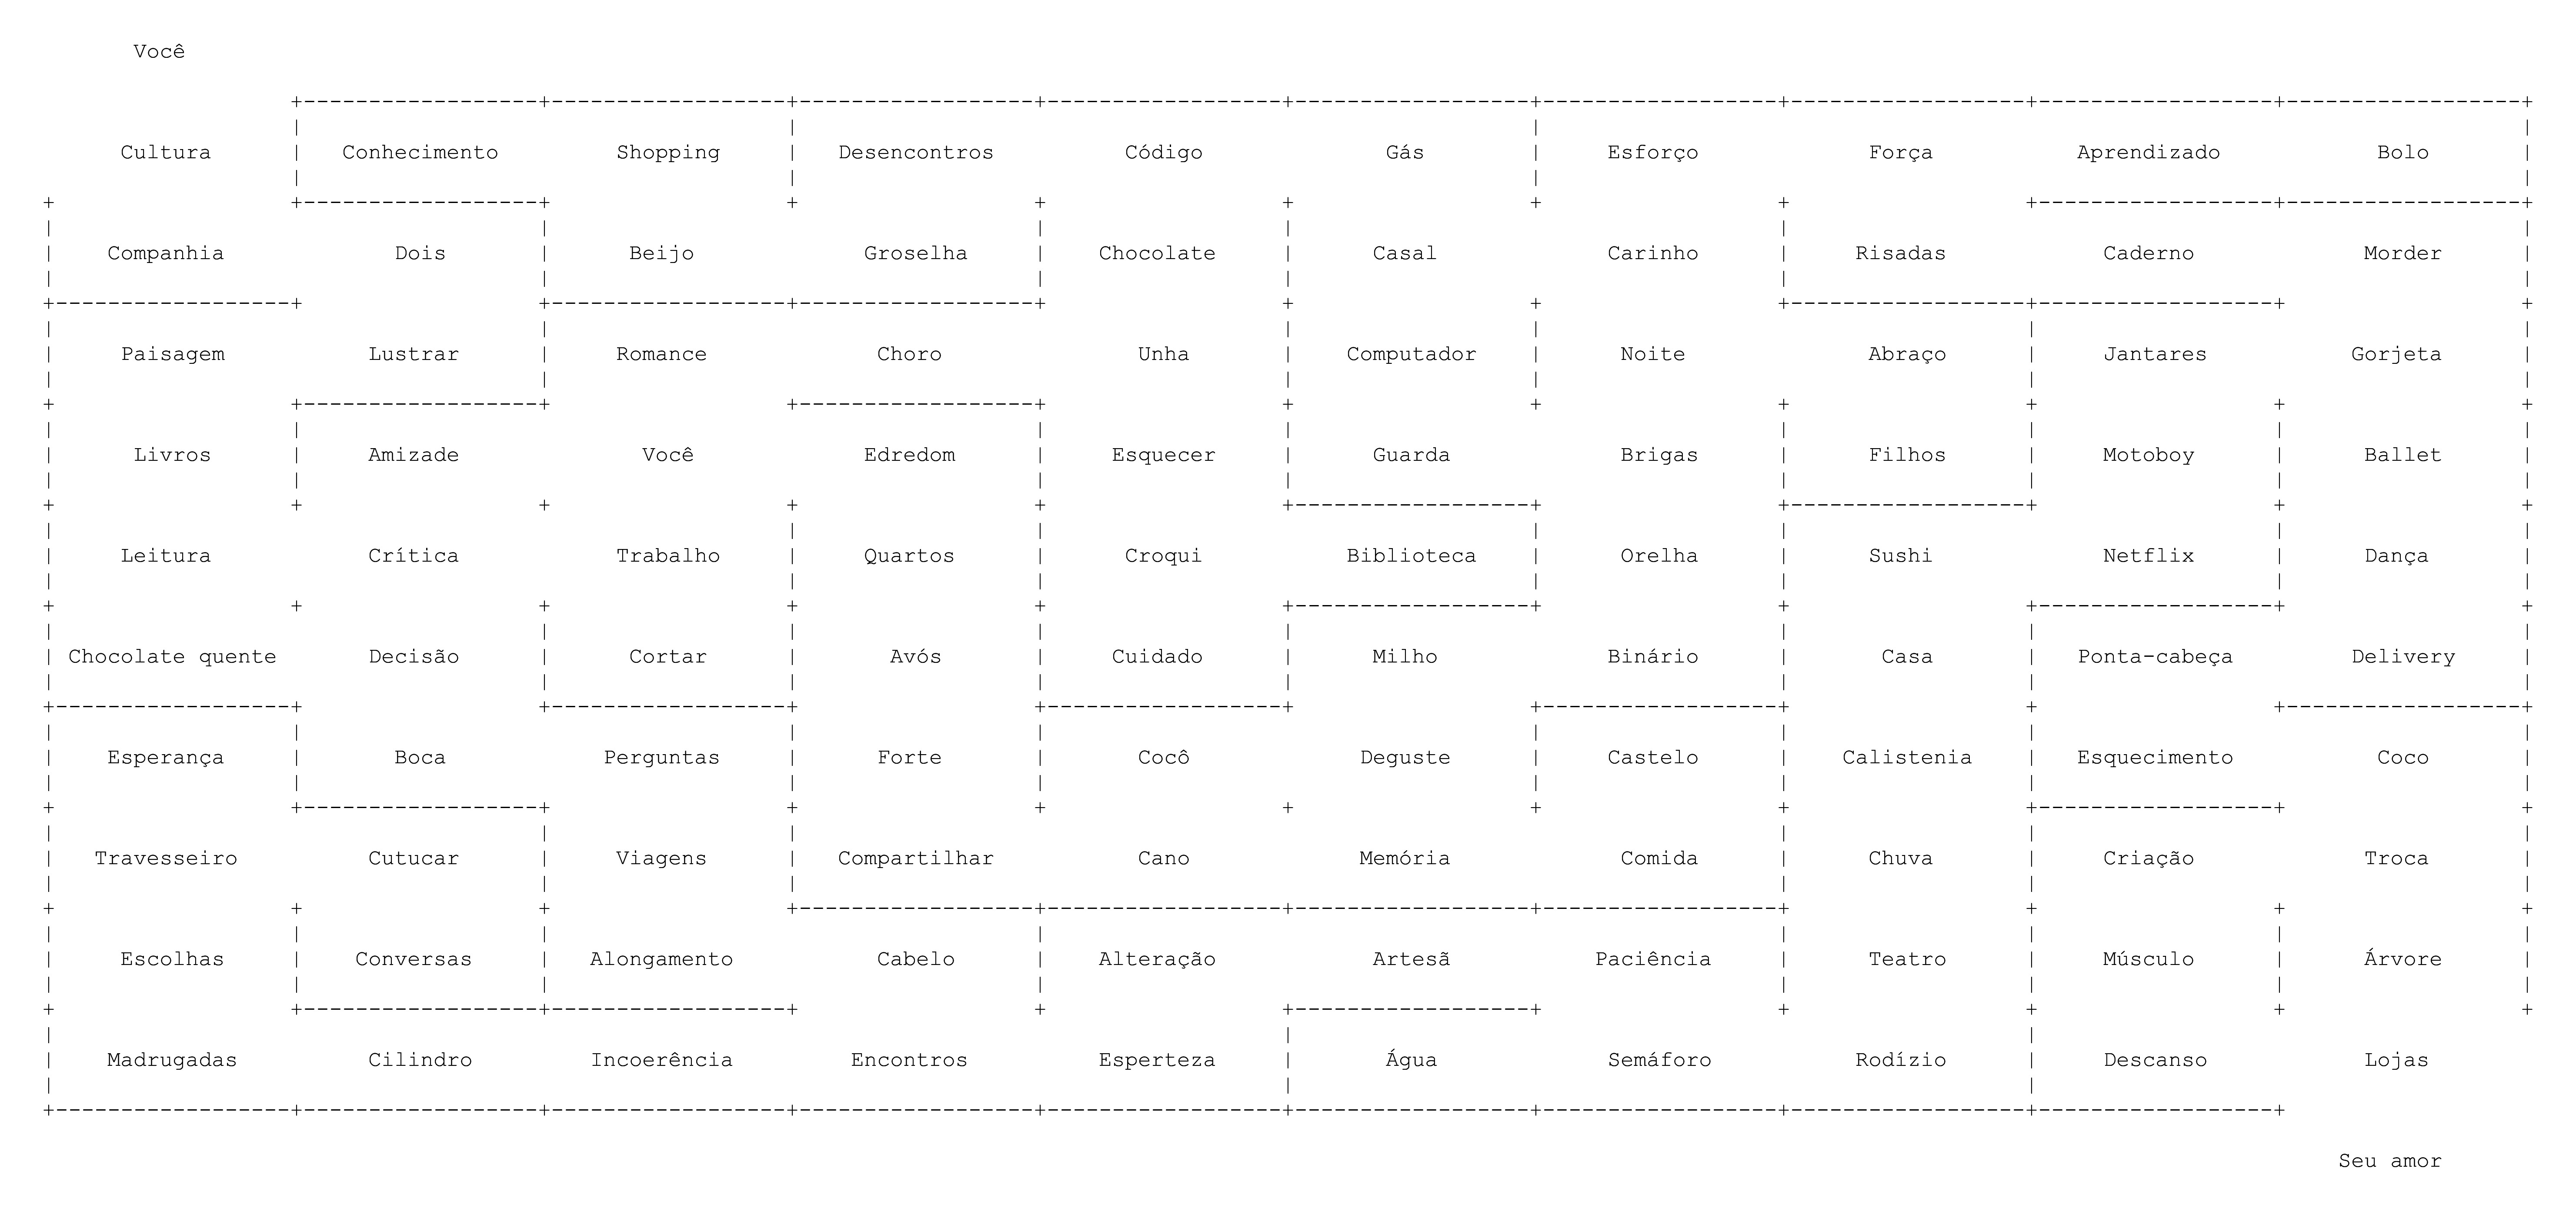 Você
Cultura Conhecimento Shopping Desencontros Código Gás Esforço Força Aprendizado Bolo
Companhia Dois Beijo Groselha Chocolate Casal Carinho Risadas Caderno Morder
Paisagem Lustrar Romance Choro Unha Computador Noite Abraço Jantares Gorjeta
Livros Amizade Você Edredom Esquecer Guarda Brigas Filhos Motoboy Ballet
Leitura Crítica Trabalho Quartos Croqui Biblioteca Orelha Sushi Netflix Dança
Chocolate quente Decisão Cortar Avós Cuidado Milho Binário Casa Ponta-cabeça Delivery
Esperança Boca Perguntas Forte Cocô Deguste Castelo Calistenia Esquecimento Coco
Travesseiro Cutucar Viagens Compartilhar Cano Memória Comida Chuva Criação Troca
Escolhas Conversas Alongamento Cabelo Alteração Artesã Paciência Teatro Músculo Árvore
Madrugadas Cilindro Incoerência Encontros Esperteza Água Semáforo Rodízio Descanso Lojas
Seu amor